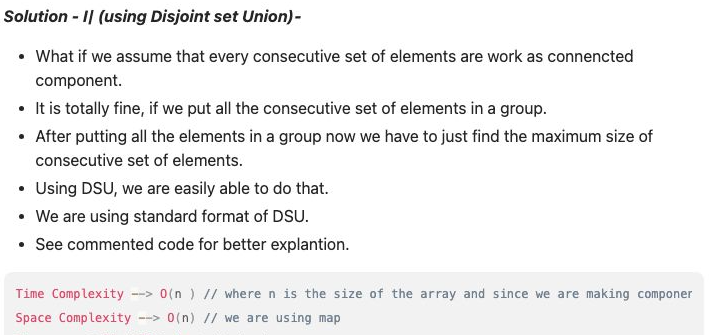 Solution - I| (using Disjoint set Union)-
• What if we assume that every consecutive set of elements are work as connencted
component.
• It is totally fine, if we put all the consecutive set of elements in a group.
• After putting all the elements in a group now we have to just find the maximum size of
consecutive set of elements.
• Using DSU, we are easily able to do that.
• We are using standard format of DSU.
• See commented code for better explantion.
Time Complexity --> O(n ) // where n is the size of the array and since we are making componer
Space Complexity --> O(n) // we are using map